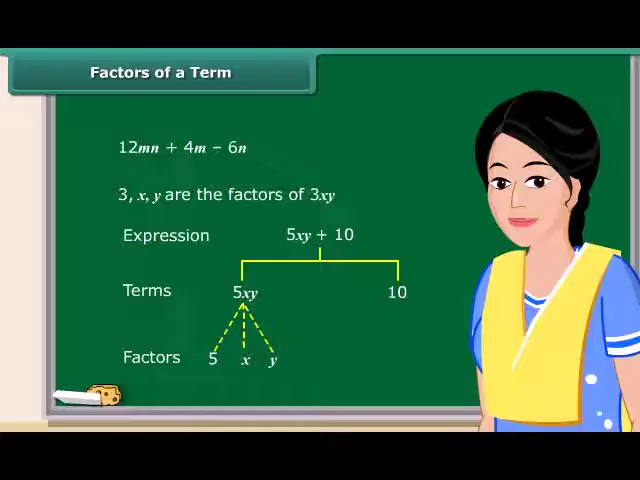 Factors of a Term
12mn + 4m − 6n
3, x, y are the factors of 3xy
Expression 5xy + 10
Terms 5xy 10
Factors 5 x y